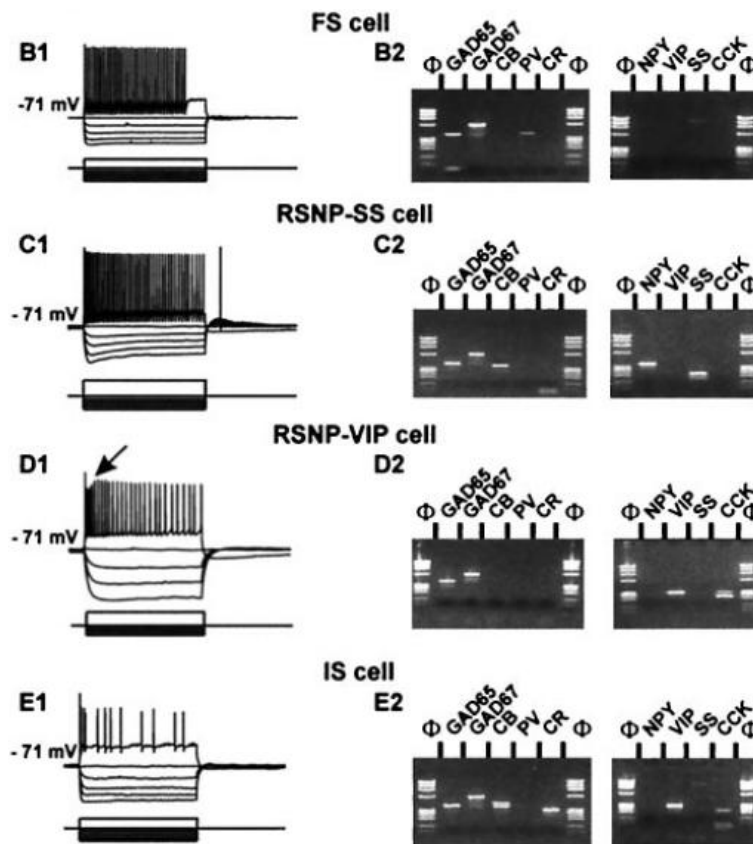 FS cell
B1
-71 mV
B2
Φ GAD65 GAD67 CB PV CR Φ
Φ NPY VIP SS CCK Φ
RSNP-SS cell
C1
- 71 mV
C2
Φ GAD65 GAD67 CB PV CR Φ
Φ NPY VIP SS CCK Φ
RSNP-VIP cell
D1
- 71 mV
D2
Φ GAD65 GAD67 CB PV CR Φ
Φ NPY VIP SS CCK Φ
IS cell
E1
- 71 mV
E2
Φ GAD65 GAD67 CB PV CR Φ
Φ NPY VIP SS CCK Φ